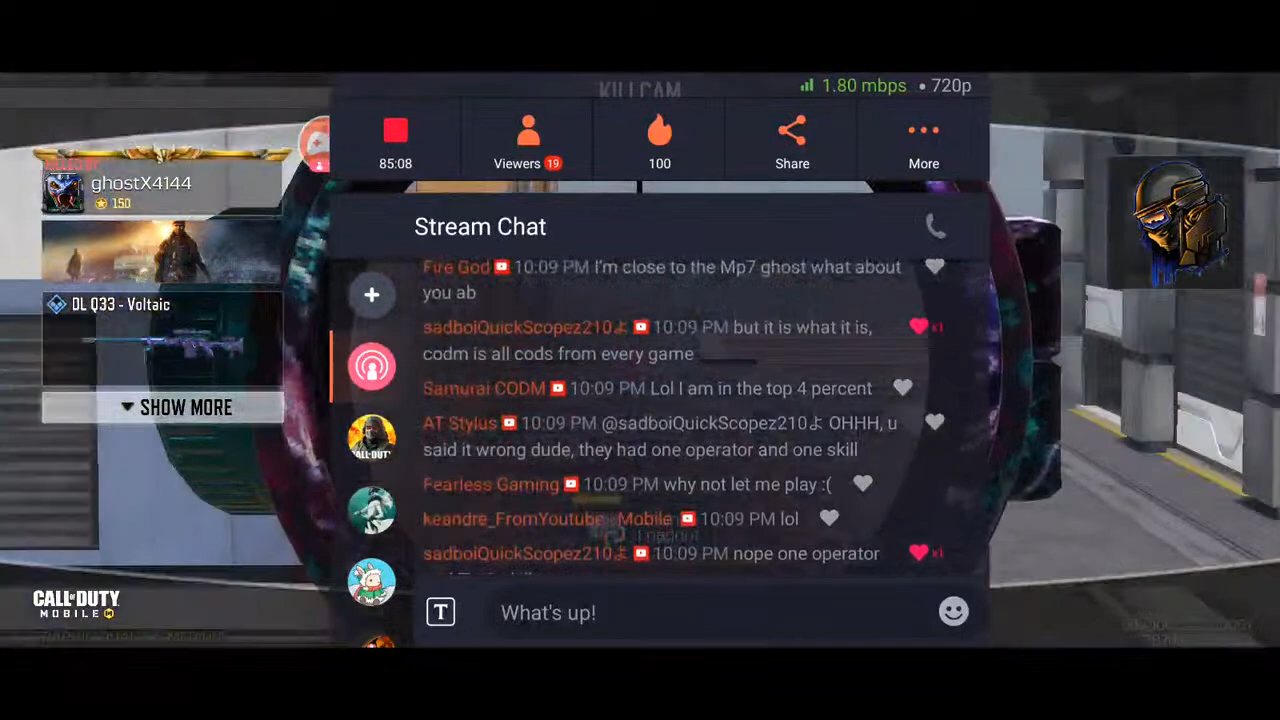 KILLCAM
1.80 mbps • 720p
85:08
Viewers 19
100
Share
More
ghostX4144
150
DL Q33 - Voltaic
SHOW MORE
CALL OF DUTY
MOBILE
Stream Chat
Fire God 10:09 PM I'm close to the Mp7 ghost what about
you ab
sadboiQuickScopez210よ 10:09 PM but it is what it is, x1
codm is all cods from every game
Samurai CODM 10:09 PM Lol I am in the top 4 percent
AT Stylus 10:09 PM @sadboiQuickScopez210よ OHHH, u
said it wrong dude, they had one operator and one skill
Fearless Gaming 10:09 PM why not let me play :(
keandre_FromYoutube_ Mobile 10:09 PM lol
Loadout
sadboiQuickScopez210よ 10:09 PM nope one operator x1
T What's up!